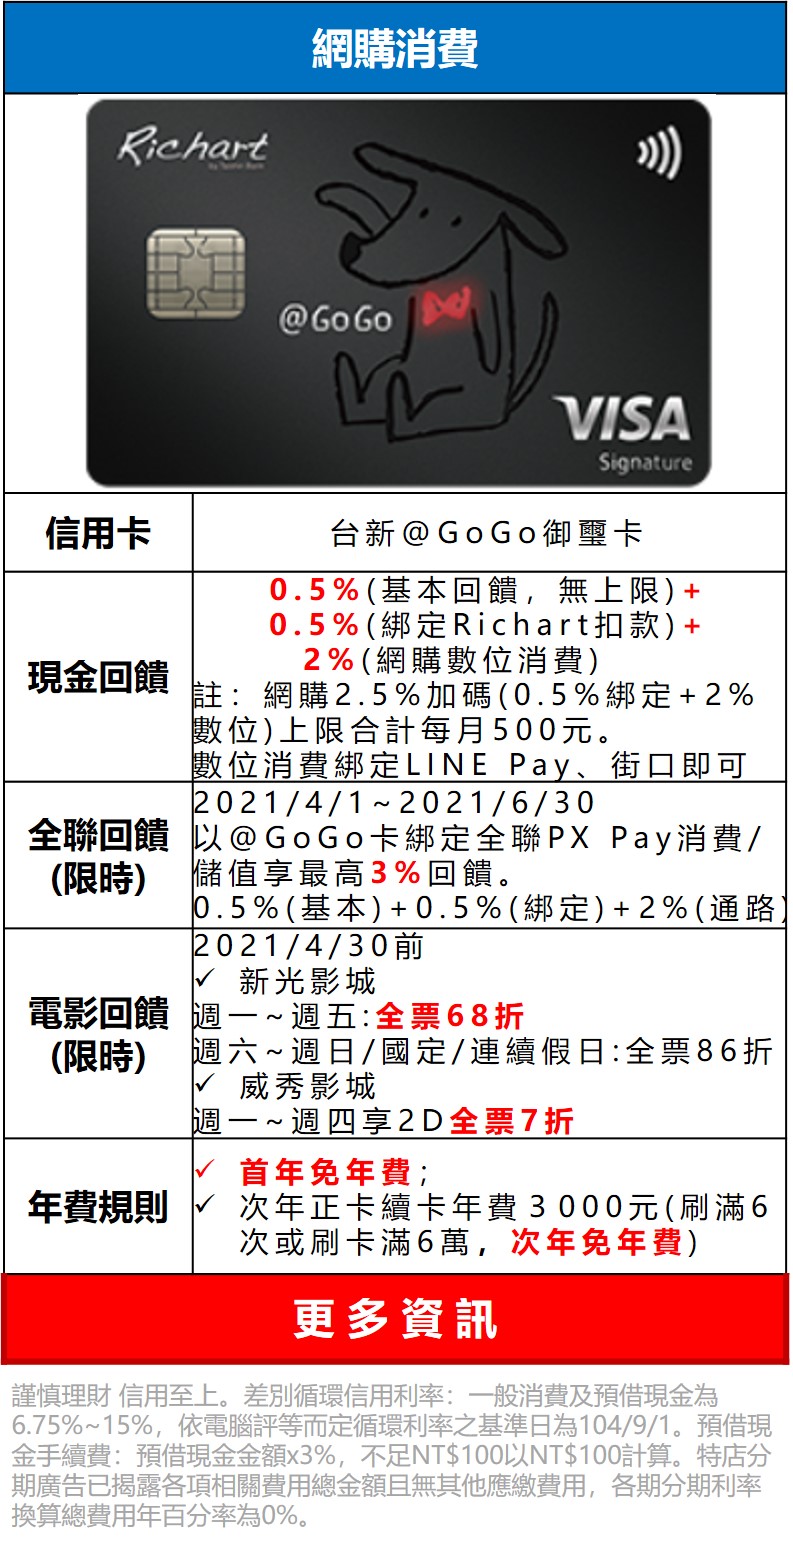 網購消費
Richart
by Taishin Bank
@GoGo
VISA
Signature
信用卡
台新@GoGo御璽卡
現金回饋
0.5%(基本回饋，無上限)+
0.5%(綁定Richart扣款)+
2%(網購數位消費)
註：網購2.5%加碼(0.5%綁定+2%
數位)上限合計每月500元。
數位消費綁定LINE Pay、街口即可
全聯回饋
(限時)
2021/4/1~2021/6/30
以@GoGo卡綁定全聯PX Pay消費/
儲值享最高3%回饋。
0.5%(基本)+0.5%(綁定)+2%(通路)
電影回饋
(限時)
2021/4/30前
✓ 新光影城
週一~週五:全票68折
週六~週日/國定/連續假日:全票86折
✓ 威秀影城
週一~週四享2D全票7折
年費規則
✓ 首年免年費；
✓ 次年正卡續卡年費3000元(刷滿6
次或刷卡滿6萬，次年免年費)
更多資訊
謹慎理財 信用至上。差別循環信用利率：一般消費及預借現金為
6.75%~15%，依電腦評等而定循環利率之基準日為104/9/1。預借現
金手續費：預借現金金額x3%，不足NT$100以NT$100計算。特店分
期廣告已揭露各項相關費用總金額且無其他應繳費用，各期分期利率
換算總費用年百分率為0%。